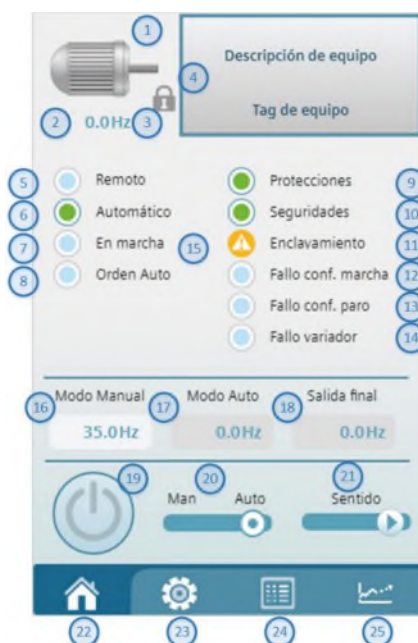 1
Descripción de equipo
4
Tag de equipo
2 0.0Hz 3
5 Remoto Protecciones 9
6 Automático Seguridades 10
7 En marcha 15 Enclavamiento 11
8 Orden Auto Fallo conf. marcha 12
Fallo conf. paro 13
Fallo variador 14
Modo Manual Modo Auto Salida final
16 17 18
35.0Hz 0.0Hz 0.0Hz
19 20 21
Man Auto Sentido
22 23 24 25